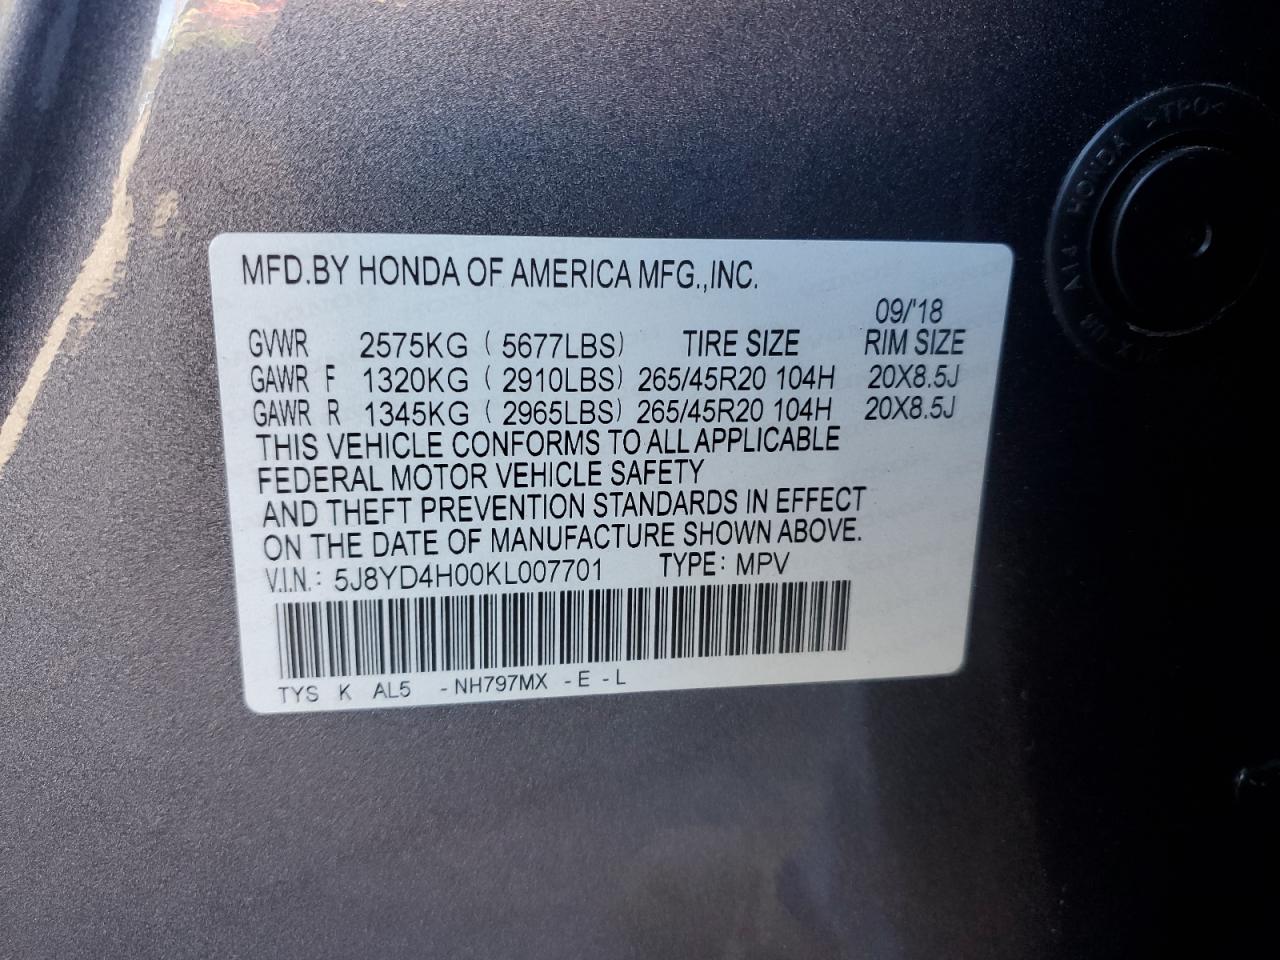 MFD.BY HONDA OF AMERICA MFG.,INC.
09/'18
GVWR 2575KG ( 5677LBS) TIRE SIZE RIM SIZE
GAWR F 1320KG ( 2910LBS) 265/45R20 104H 20X8.5J
GAWR R 1345KG ( 2965LBS) 265/45R20 104H 20X8.5J
THIS VEHICLE CONFORMS TO ALL APPLICABLE
FEDERAL MOTOR VEHICLE SAFETY
AND THEFT PREVENTION STANDARDS IN EFFECT
ON THE DATE OF MANUFACTURE SHOWN ABOVE.
V.I.N.: 5J8YD4H00KL007701 TYPE: MPV
TYS K AL5 -NH797MX -E -L
A14 HONDA >TPO<